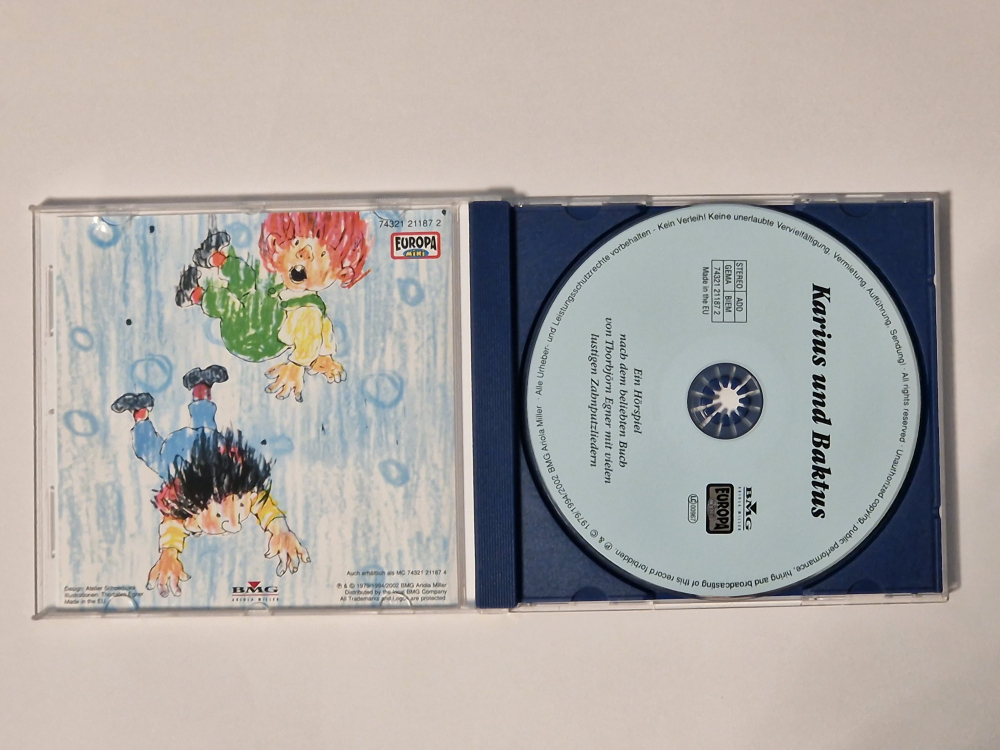 74321 21187 2
EUROPA
MINI
Auch erhältlich als MC 74321 21187 4
Design: Atelier
Illustrationen: Thorbjörn Egner
Made in the EU
BMG
ARIOLA MILLER
℗ & © 1979/1994/2002 BMG Ariola Miller
Distributed by the local BMG Company
All Trademarks and Logos are protected.
Karius und Baktus
STEREO ADD
GEMA BIEM
74321 21187 2
Made in the EU
Ein Hörspiel
nach dem beliebten Buch
von Thorbjörn Egner mit vielen
lustigen Zahnputzliedern
BMG
ARIOLA MILLER
EUROPA
LC 00967
℗ & © 1979/1994/2002 BMG Ariola Miller · Alle Urheber- und Leistungsschutzrechte vorbehalten · Kein Verleih! Keine unerlaubte Vervielfältigung, Vermietung, Aufführung, Sendung! · All rights reserved · Unauthorized copying, public performance, hiring and broadcasting of this record forbidden